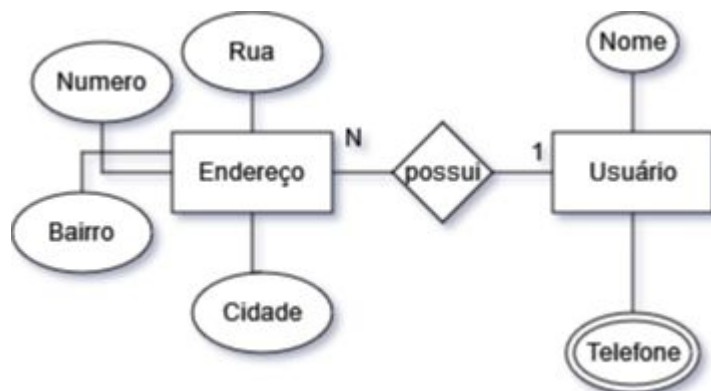 Nome
Rua
Numero
N
1
Endereço
possui
Usuário
Bairro
Cidade
Telefone